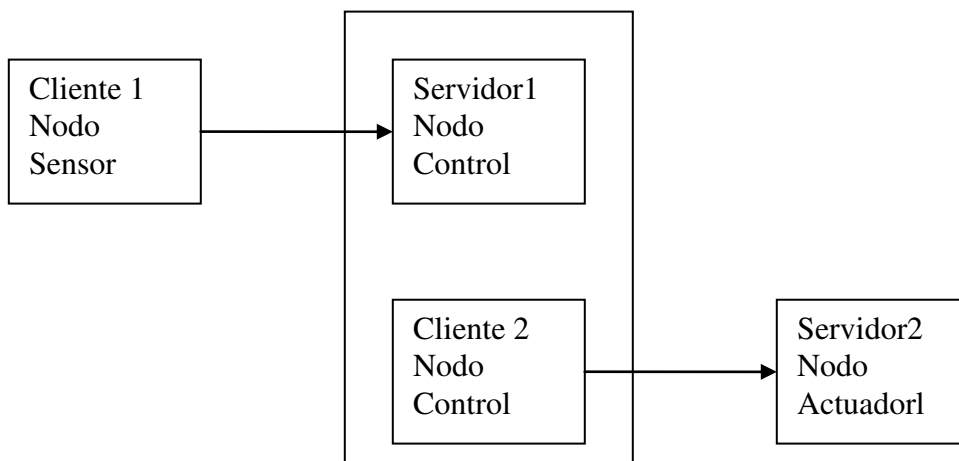 Cliente 1
Nodo
Sensor
Servidor1
Nodo
Control
Cliente 2
Nodo
Control
Servidor2
Nodo
Actuadorl